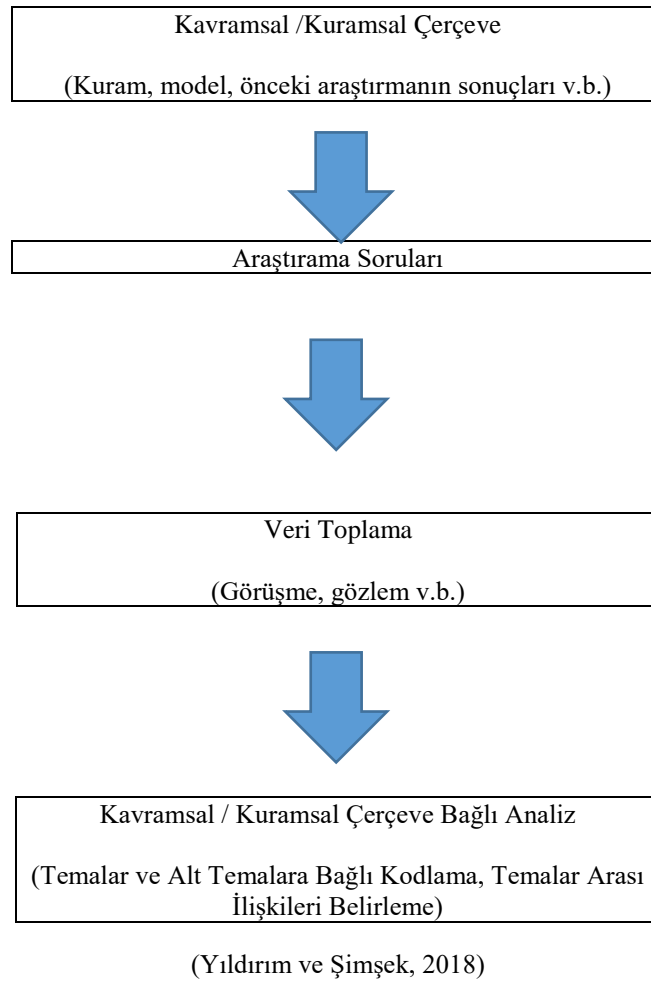 Kavramsal /Kuramsal Çerçeve
(Kuram, model, önceki araştırmanın sonuçları v.b.)
Araştırama Soruları
Veri Toplama
(Görüşme, gözlem v.b.)
Kavramsal / Kuramsal Çerçeve Bağlı Analiz
(Temalar ve Alt Temalara Bağlı Kodlama, Temalar Arası
İlişkileri Belirleme)
(Yıldırım ve Şimşek, 2018)